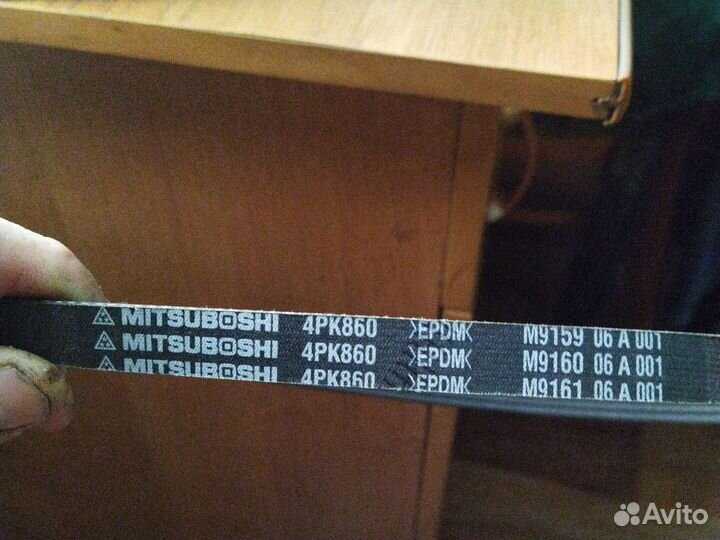 MITSUBOSHI 4PK860 >EPDM< M9159 06 A 001
MITSUBOSHI 4PK860 >EPDM< M9160 06 A 001
MITSUBOSHI 4PK860 >EPDM< M9161 06 A 001
Avito